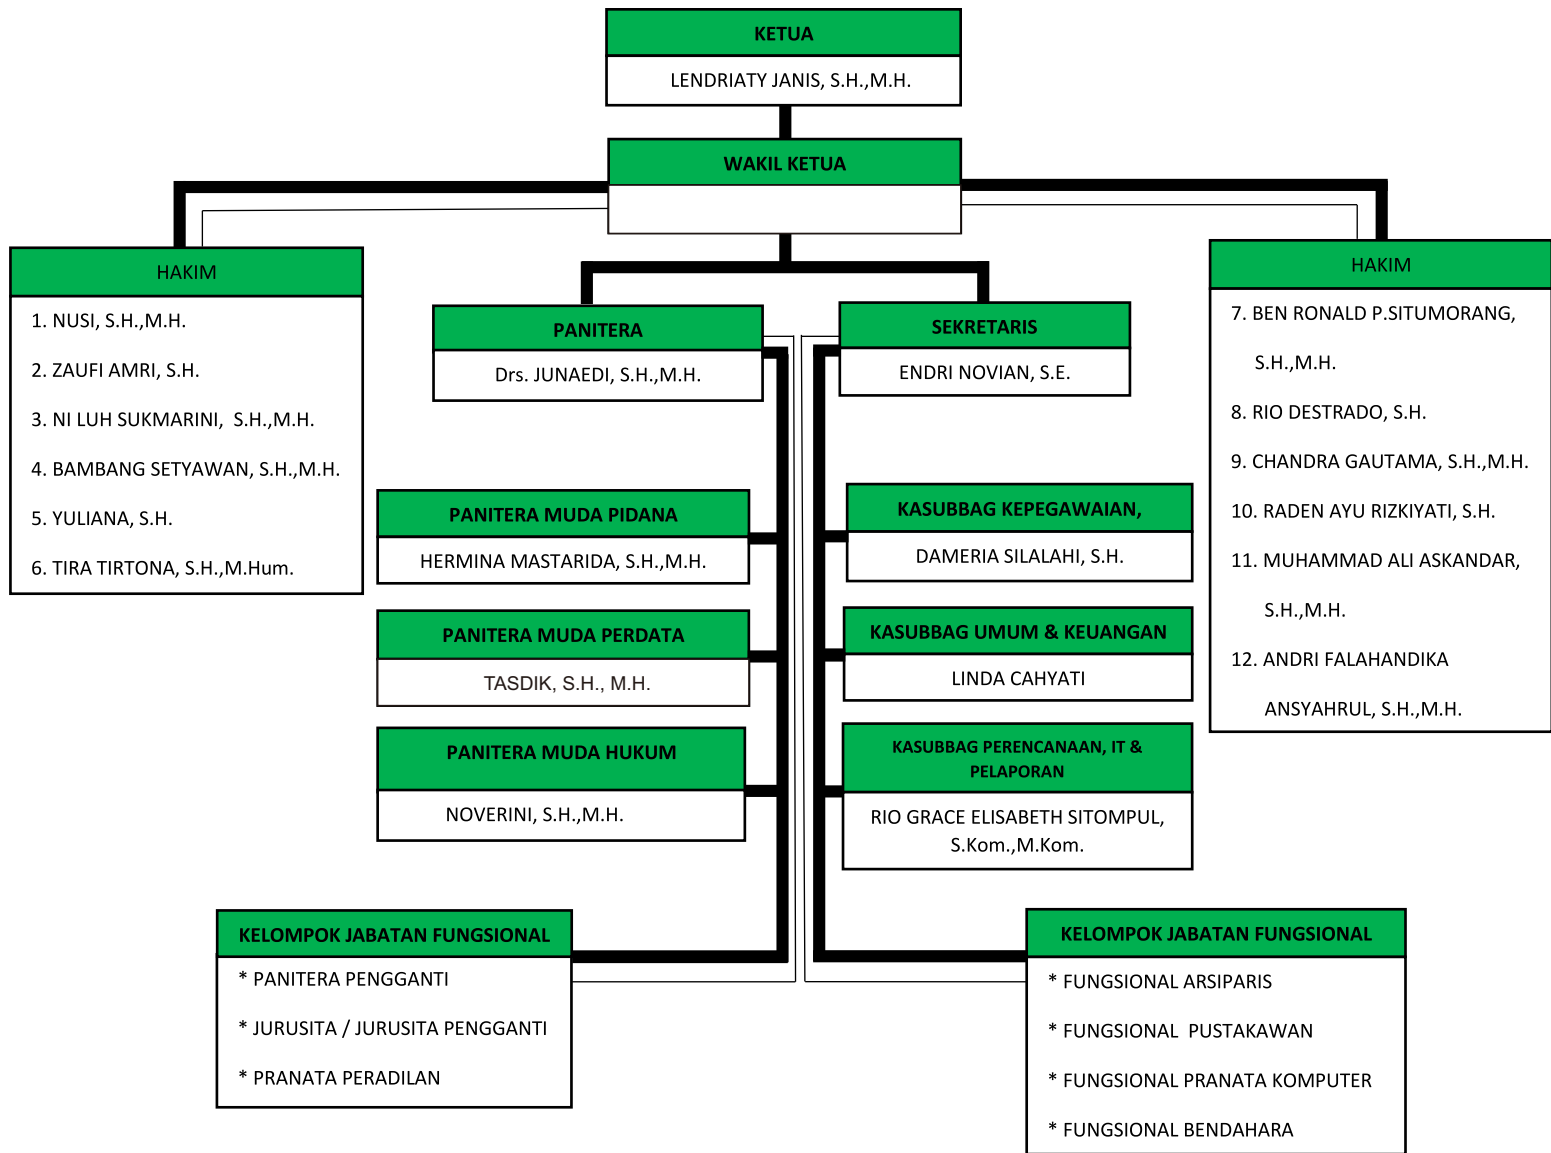 KETUA
LENDRIATY JANIS, S.H.,M.H.
WAKIL KETUA
HAKIM
1. NUSI, S.H.,M.H.
2. ZAUFI AMRI, S.H.
3. NI LUH SUKMARINI,  S.H.,M.H.
4. BAMBANG SETYAWAN, S.H.,M.H.
5. YULIANA, S.H.
6. TIRA TIRTONA, S.H.,M.Hum.
HAKIM
7. BEN RONALD P.SITUMORANG,
S.H.,M.H.
8. RIO DESTRADO, S.H.
9. CHANDRA GAUTAMA, S.H.,M.H.
10. RADEN AYU RIZKIYATI, S.H.
11. MUHAMMAD ALI ASKANDAR,
S.H.,M.H.
12. ANDRI FALAHANDIKA
ANSYAHRUL, S.H.,M.H.
PANITERA
Drs. JUNAEDI, S.H.,M.H.
SEKRETARIS
ENDRI NOVIAN, S.E.
PANITERA MUDA PIDANA
HERMINA MASTARIDA, S.H.,M.H.
PANITERA MUDA PERDATA
TASDIK, S.H., M.H.
PANITERA MUDA HUKUM
NOVERINI, S.H.,M.H.
KASUBBAG KEPEGAWAIAN,
DAMERIA SILALAHI, S.H.
KASUBBAG UMUM & KEUANGAN
LINDA CAHYATI
KASUBBAG PERENCANAAN, IT &
PELAPORAN
RIO GRACE ELISABETH SITOMPUL,
S.Kom.,M.Kom.
KELOMPOK JABATAN FUNGSIONAL
* PANITERA PENGGANTI
* JURUSITA / JURUSITA PENGGANTI
* PRANATA PERADILAN
KELOMPOK JABATAN FUNGSIONAL
* FUNGSIONAL ARSIPARIS
* FUNGSIONAL  PUSTAKAWAN
* FUNGSIONAL PRANATA KOMPUTER
* FUNGSIONAL BENDAHARA